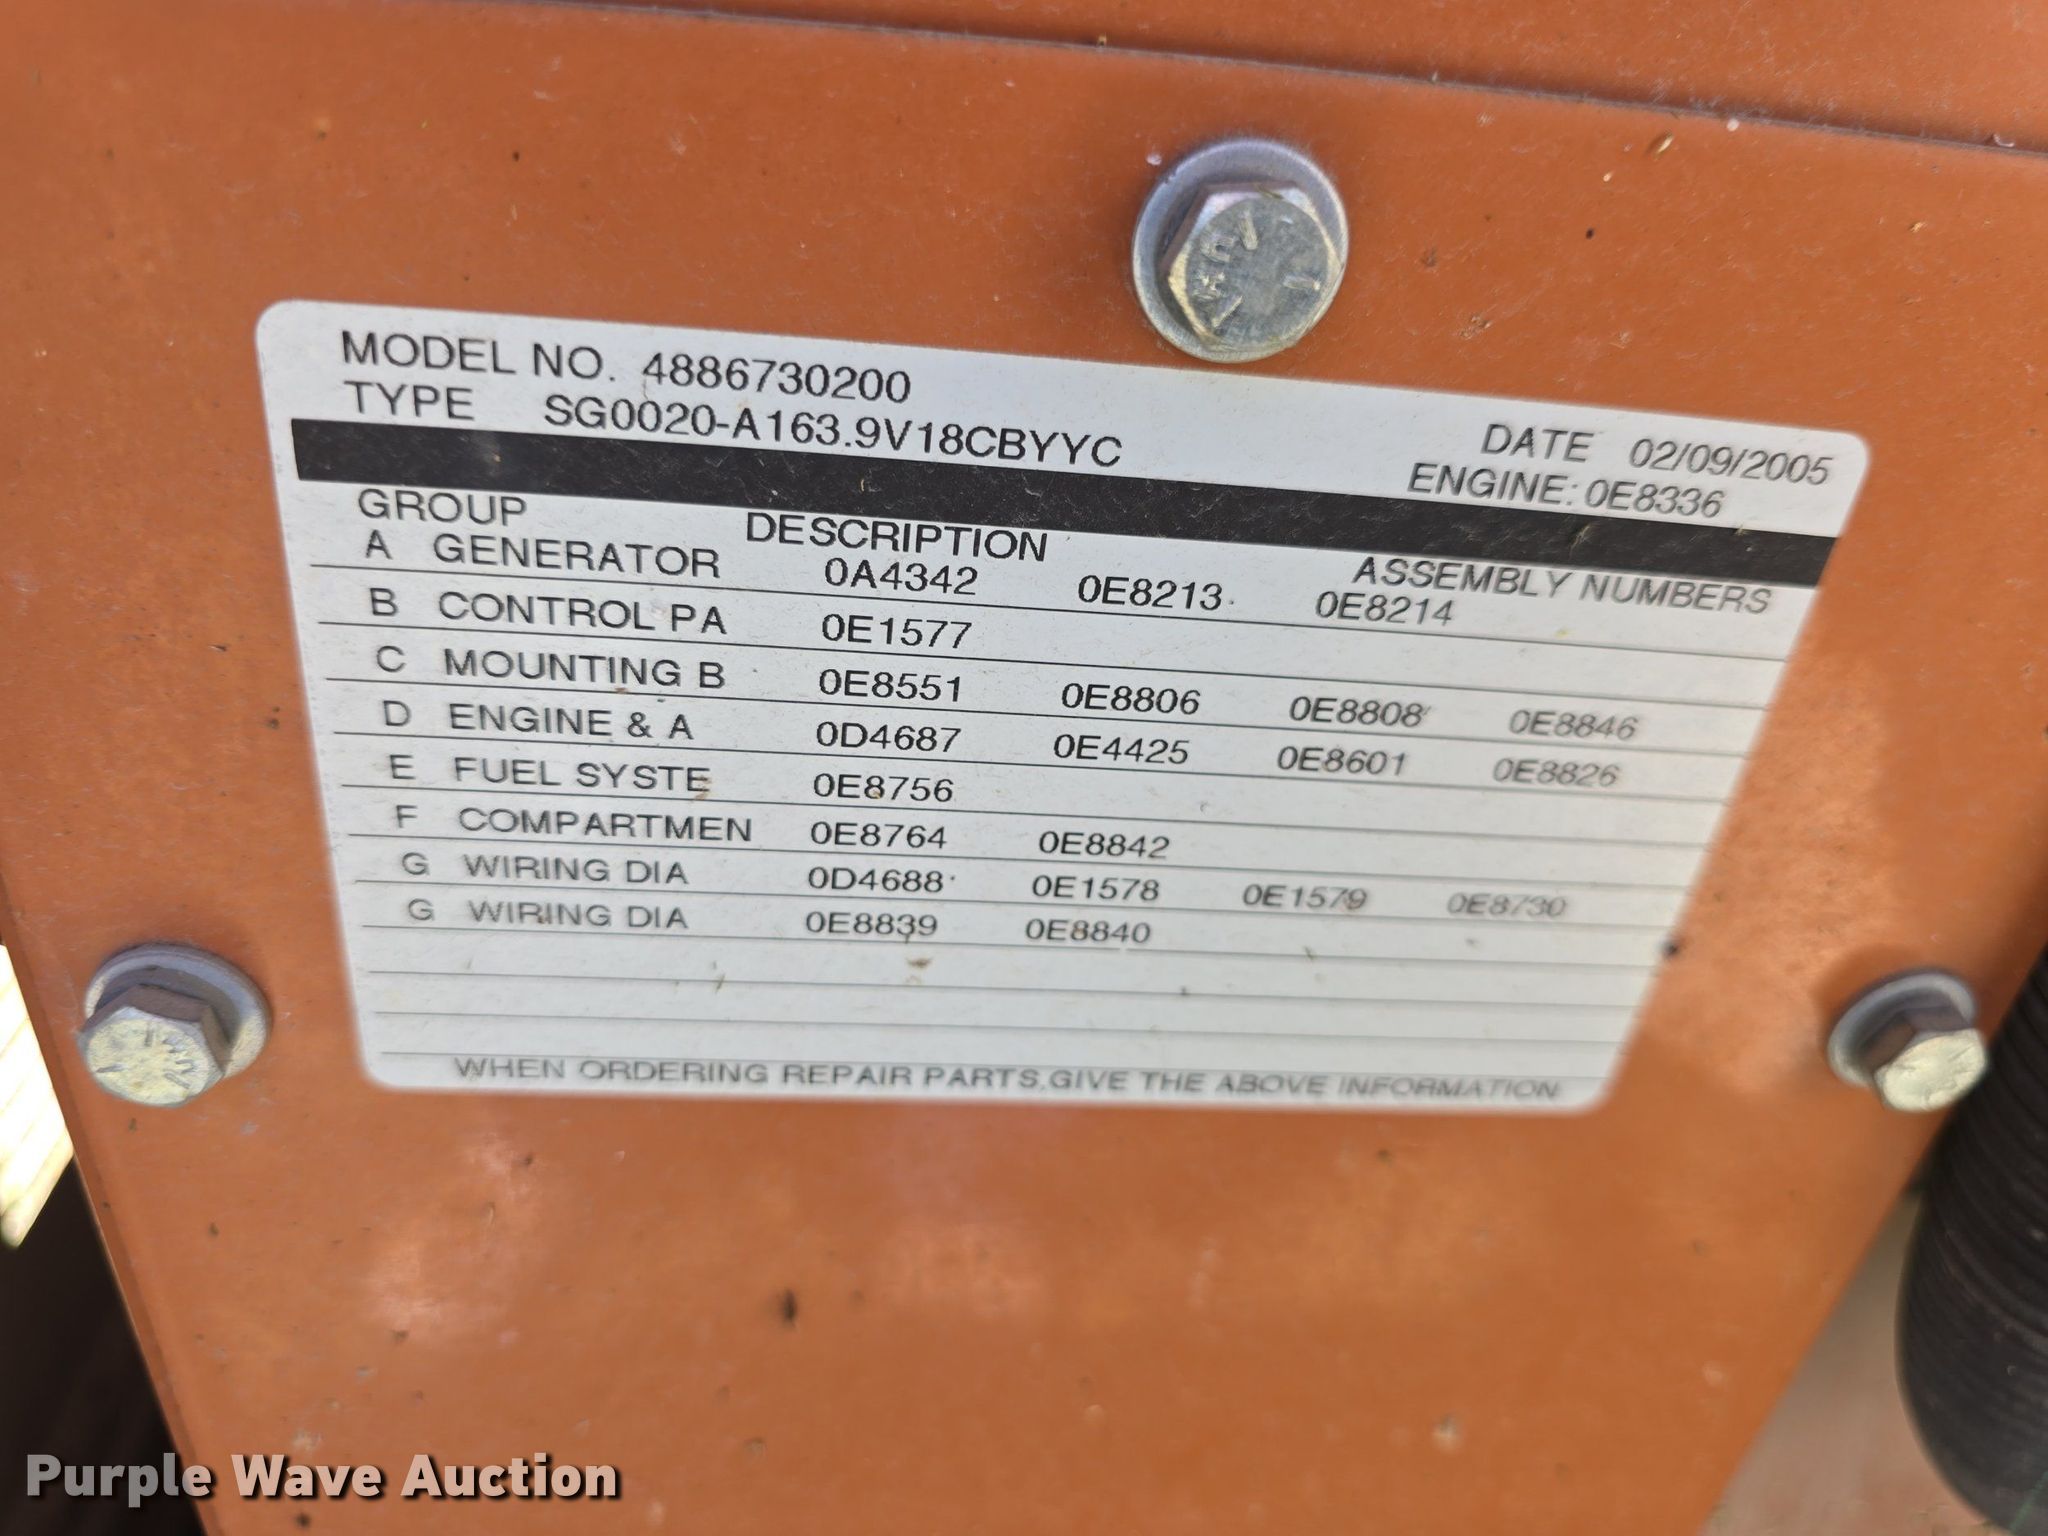 MODEL NO. 4886730200
TYPE SG0020-A163.9V18CBYYC
DATE 02/09/2005
ENGINE: 0E8336
GROUP DESCRIPTION ASSEMBLY NUMBERS
A GENERATOR 0A4342 0E8213 0E8214
B CONTROL PA 0E1577
C MOUNTING B 0E8551 0E8806 0E8808 0E8846
D ENGINE & A 0D4687 0E4425 0E8601 0E8826
E FUEL SYSTE 0E8756
F COMPARTMEN 0E8764 0E8842
G WIRING DIA 0D4688 0E1578 0E1579 0E8730
G WIRING DIA 0E8839 0E8840
WHEN ORDERING REPAIR PARTS,GIVE THE ABOVE INFORMATION
Purple Wave Auction